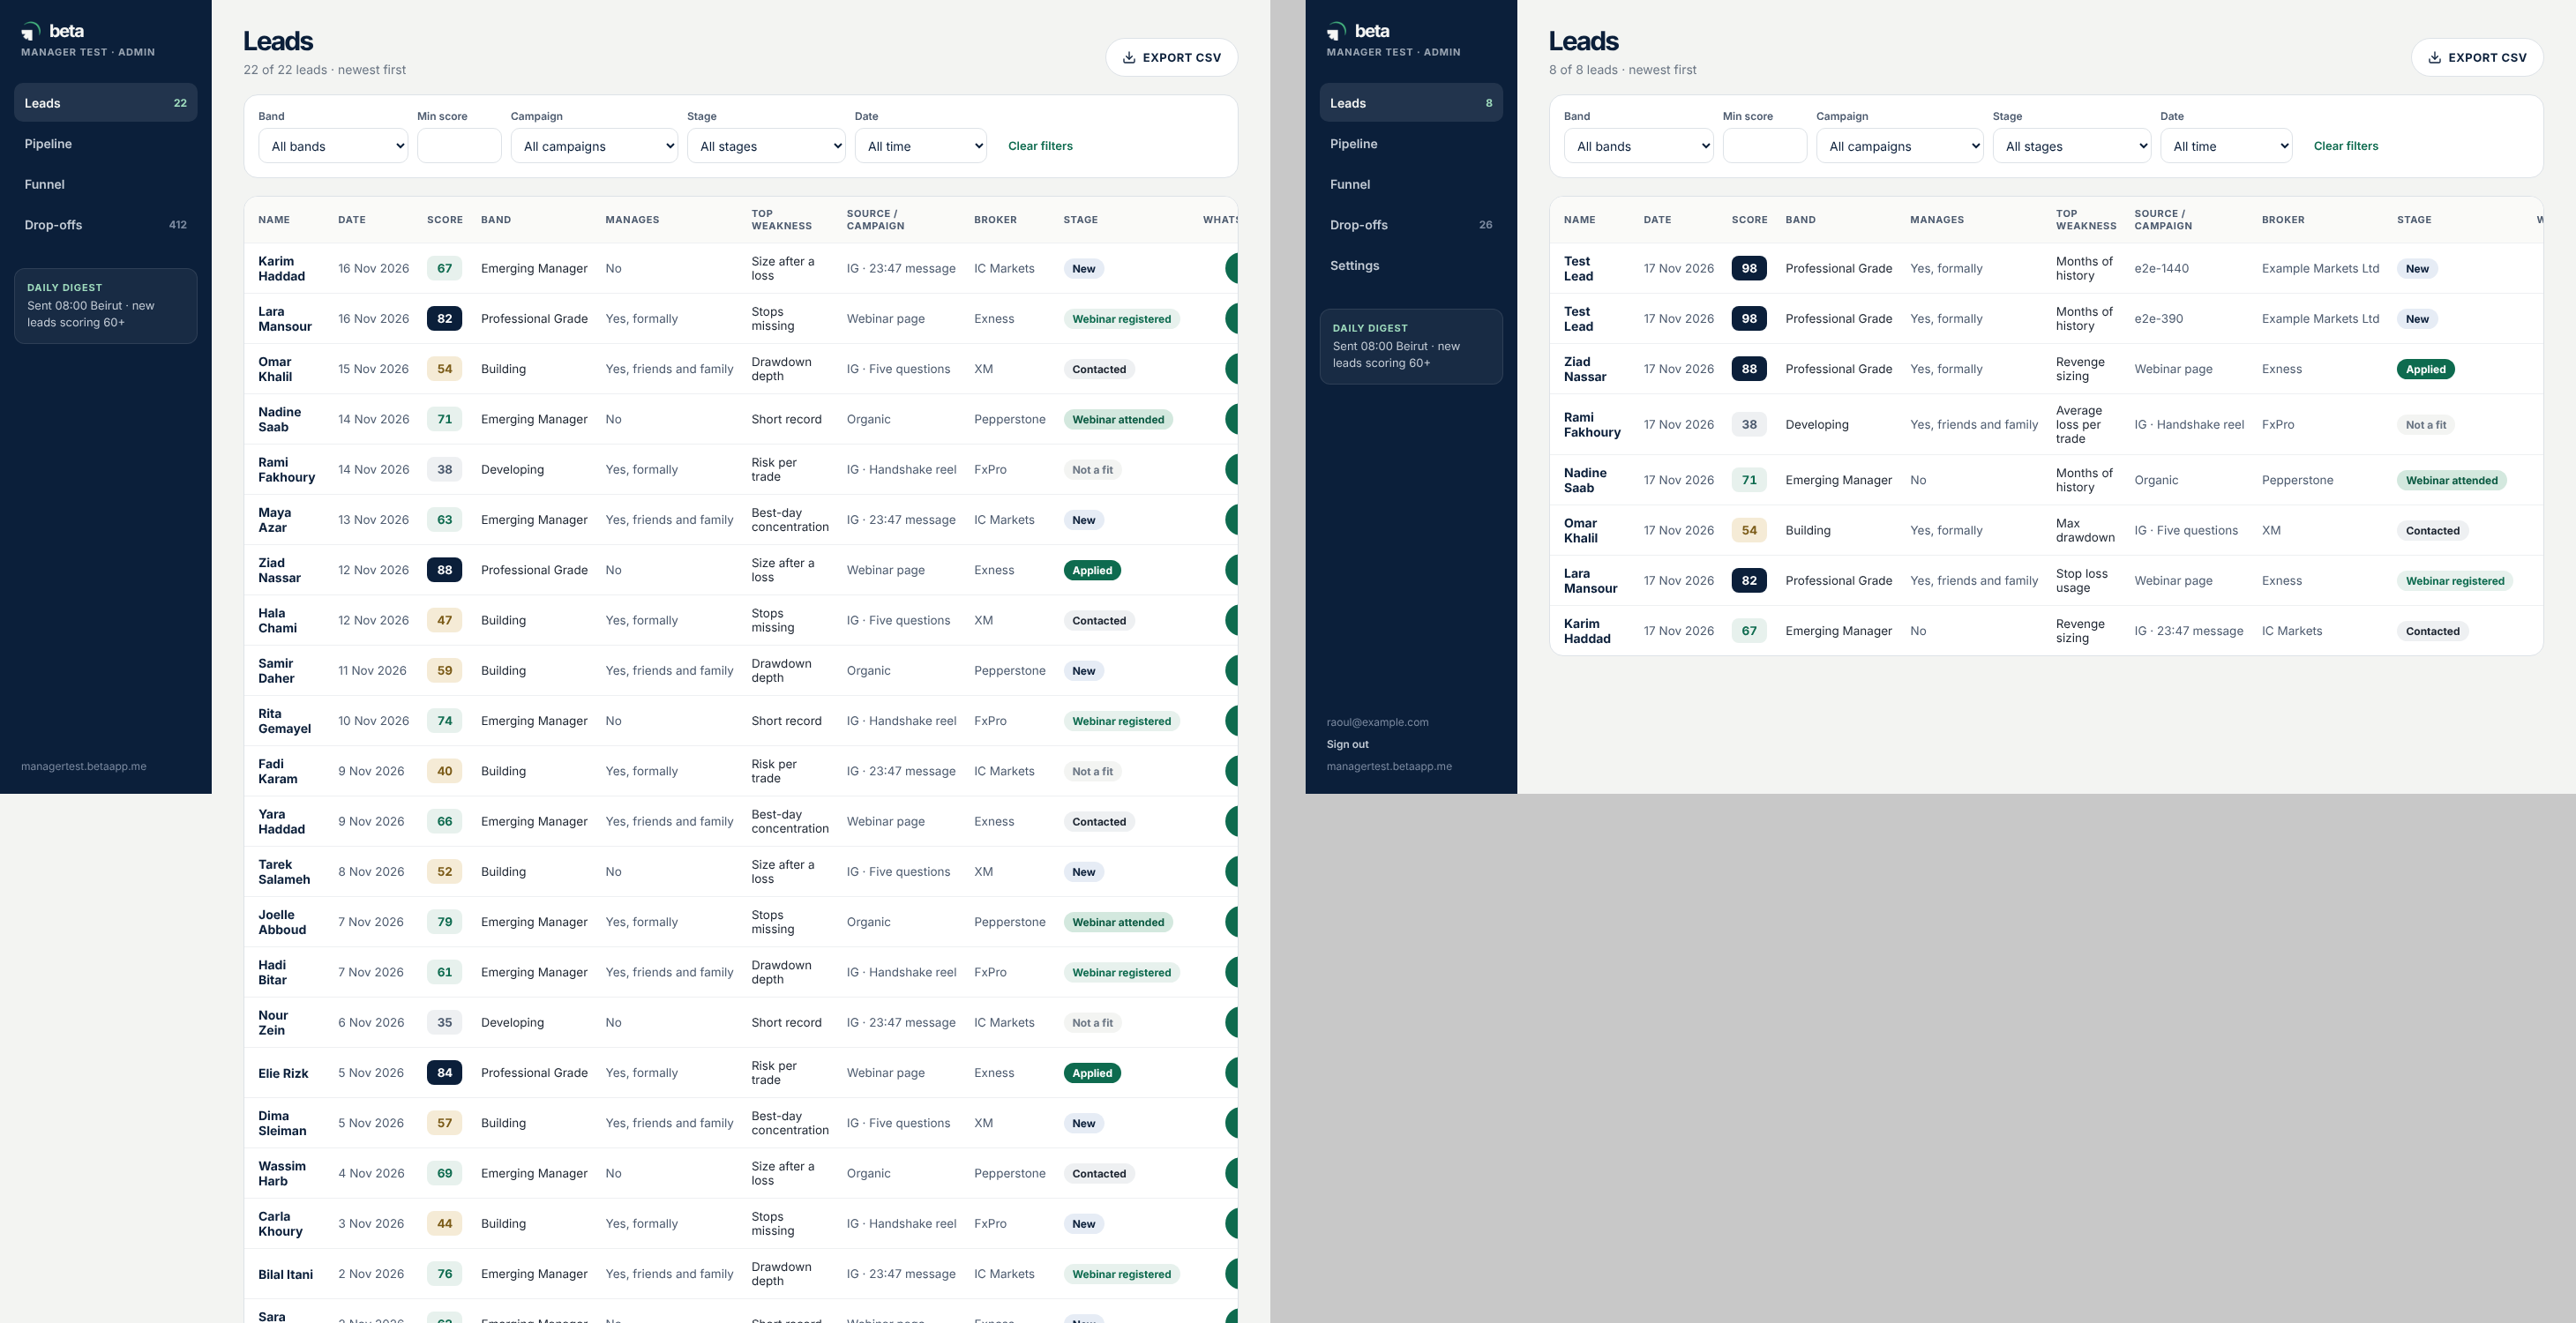 beta
MANAGER TEST · ADMIN
Leads 22
Pipeline
Funnel
Drop-offs 412
DAILY DIGEST
Sent 08:00 Beirut · new
leads scoring 60+
managertest.betaapp.me
Leads
22 of 22 leads · newest first
EXPORT CSV
Band Min score Campaign Stage Date
All bands All campaigns All stages All time Clear filters
NAME DATE SCORE BAND MANAGES TOP WEAKNESS SOURCE / CAMPAIGN BROKER STAGE WHATS
Karim Haddad 16 Nov 2026 67 Emerging Manager No Size after a loss IG · 23:47 message IC Markets New
Lara Mansour 16 Nov 2026 82 Professional Grade Yes, formally Stops missing Webinar page Exness Webinar registered
Omar Khalil 15 Nov 2026 54 Building Yes, friends and family Drawdown depth IG · Five questions XM Contacted
Nadine Saab 14 Nov 2026 71 Emerging Manager No Short record Organic Pepperstone Webinar attended
Rami Fakhoury 14 Nov 2026 38 Developing Yes, formally Risk per trade IG · Handshake reel FxPro Not a fit
Maya Azar 13 Nov 2026 63 Emerging Manager Yes, friends and family Best-day concentration IG · 23:47 message IC Markets New
Ziad Nassar 12 Nov 2026 88 Professional Grade No Size after a loss Webinar page Exness Applied
Hala Chami 12 Nov 2026 47 Building Yes, formally Stops missing IG · Five questions XM Contacted
Samir Daher 11 Nov 2026 59 Building Yes, friends and family Drawdown depth Organic Pepperstone New
Rita Gemayel 10 Nov 2026 74 Emerging Manager No Short record IG · Handshake reel FxPro Webinar registered
Fadi Karam 9 Nov 2026 40 Building Yes, formally Risk per trade IG · 23:47 message IC Markets Not a fit
Yara Haddad 9 Nov 2026 66 Emerging Manager Yes, friends and family Best-day concentration Webinar page Exness Contacted
Tarek Salameh 8 Nov 2026 52 Building No Size after a loss IG · Five questions XM New
Joelle Abboud 7 Nov 2026 79 Emerging Manager Yes, formally Stops missing Organic Pepperstone Webinar attended
Hadi Bitar 7 Nov 2026 61 Emerging Manager Yes, friends and family Drawdown depth IG · Handshake reel FxPro Webinar registered
Nour Zein 6 Nov 2026 35 Developing No Short record IG · 23:47 message IC Markets Not a fit
Elie Rizk 5 Nov 2026 84 Professional Grade Yes, formally Risk per trade Webinar page Exness Applied
Dima Sleiman 5 Nov 2026 57 Building Yes, friends and family Best-day concentration IG · Five questions XM New
Wassim Harb 4 Nov 2026 69 Emerging Manager No Size after a loss Organic Pepperstone Contacted
Carla Khoury 3 Nov 2026 44 Building Yes, formally Stops missing IG · Handshake reel FxPro New
Bilal Itani 2 Nov 2026 76 Emerging Manager Yes, friends and family Drawdown depth IG · 23:47 message IC Markets Webinar registered
Sara
beta
MANAGER TEST · ADMIN
Leads 8
Pipeline
Funnel
Drop-offs 26
Settings
DAILY DIGEST
Sent 08:00 Beirut · new
leads scoring 60+
raoul@example.com
Sign out
managertest.betaapp.me
Leads
8 of 8 leads · newest first
EXPORT CSV
Band Min score Campaign Stage Date
All bands All campaigns All stages All time Clear filters
NAME DATE SCORE BAND MANAGES TOP WEAKNESS SOURCE / CAMPAIGN BROKER STAGE
Test Lead 17 Nov 2026 98 Professional Grade Yes, formally Months of history e2e-1440 Example Markets Ltd New
Test Lead 17 Nov 2026 98 Professional Grade Yes, formally Months of history e2e-390 Example Markets Ltd New
Ziad Nassar 17 Nov 2026 88 Professional Grade Yes, formally Revenge sizing Webinar page Exness Applied
Rami Fakhoury 17 Nov 2026 38 Developing Yes, friends and family Average loss per trade IG · Handshake reel FxPro Not a fit
Nadine Saab 17 Nov 2026 71 Emerging Manager No Months of history Organic Pepperstone Webinar attended
Omar Khalil 17 Nov 2026 54 Building Yes, formally Max drawdown IG · Five questions XM Contacted
Lara Mansour 17 Nov 2026 82 Professional Grade Yes, friends and family Stop loss usage Webinar page Exness Webinar registered
Karim Haddad 17 Nov 2026 67 Emerging Manager No Revenge sizing IG · 23:47 message IC Markets Contacted